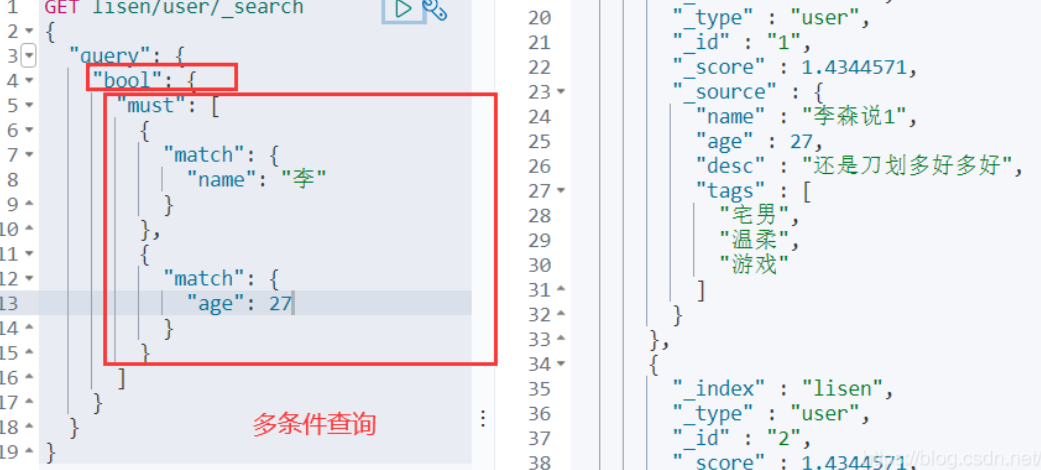 1 GET lisen/user/_search
2 {
3 "query": {
4 "bool": {
5 "must": [
6 {
7 "match": {
8 "name": "李"
9 }
10 },
11 {
12 "match": {
13 "age": 27
14 }
15 }
16 ]
17 }
18 }
19 }
多条件查询
20 "_type" : "user",
21 "_id" : "1",
22 "_score" : 1.4344571,
23 "_source" : {
24 "name" : "李森说1",
25 "age" : 27,
26 "desc" : "还是刀划多好多好",
27 "tags" : [
28 "宅男",
29 "温柔",
30 "游戏"
31 ]
32 }
33 },
34 {
35 "_index" : "lisen",
36 "_type" : "user",
37 "_id" : "2",
38 "_score" : 1.4344571,
https://blog.csdn.net/